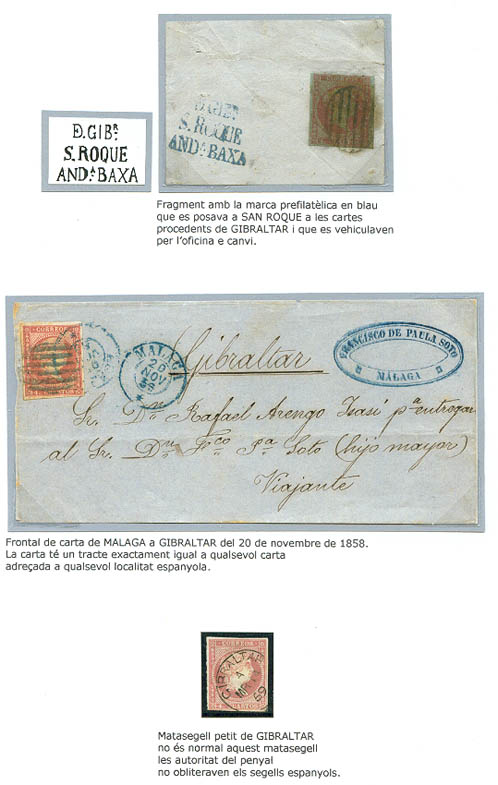 D.GIBR
S.ROQUE
ANDA BAXA
D.GIBR
S.ROQUE
ANDA BAXA
Fragment amb la marca prefilatèlica en blau
que es posava a SAN ROQUE a les cartes
procedents de GIBRALTAR i que es vehiculaven
per l'oficina e canvi.
CORREOS
MALAGA
20
NOV
58
Gibraltar
FRANCISCO DE PAULA SOTO
MÁLAGA
Sr. Dn. Rafael Arengo Isasi pa entregar
al Sr. Dn. Fco Pa Soto (hijo mayor)
Viajante
Frontal de carta de MALAGA a GIBRALTAR del 20 de novembre de 1858.
La carta té un tracte exactament igual a qualsevol carta
adreçada a qualsevol localitat espanyola.
GIBRALTAR
A
59
Matasegell petit de GIBRALTAR
no és normal aquest matasegell
les autoritat del penyal
no obliteraven els segells espanyols.